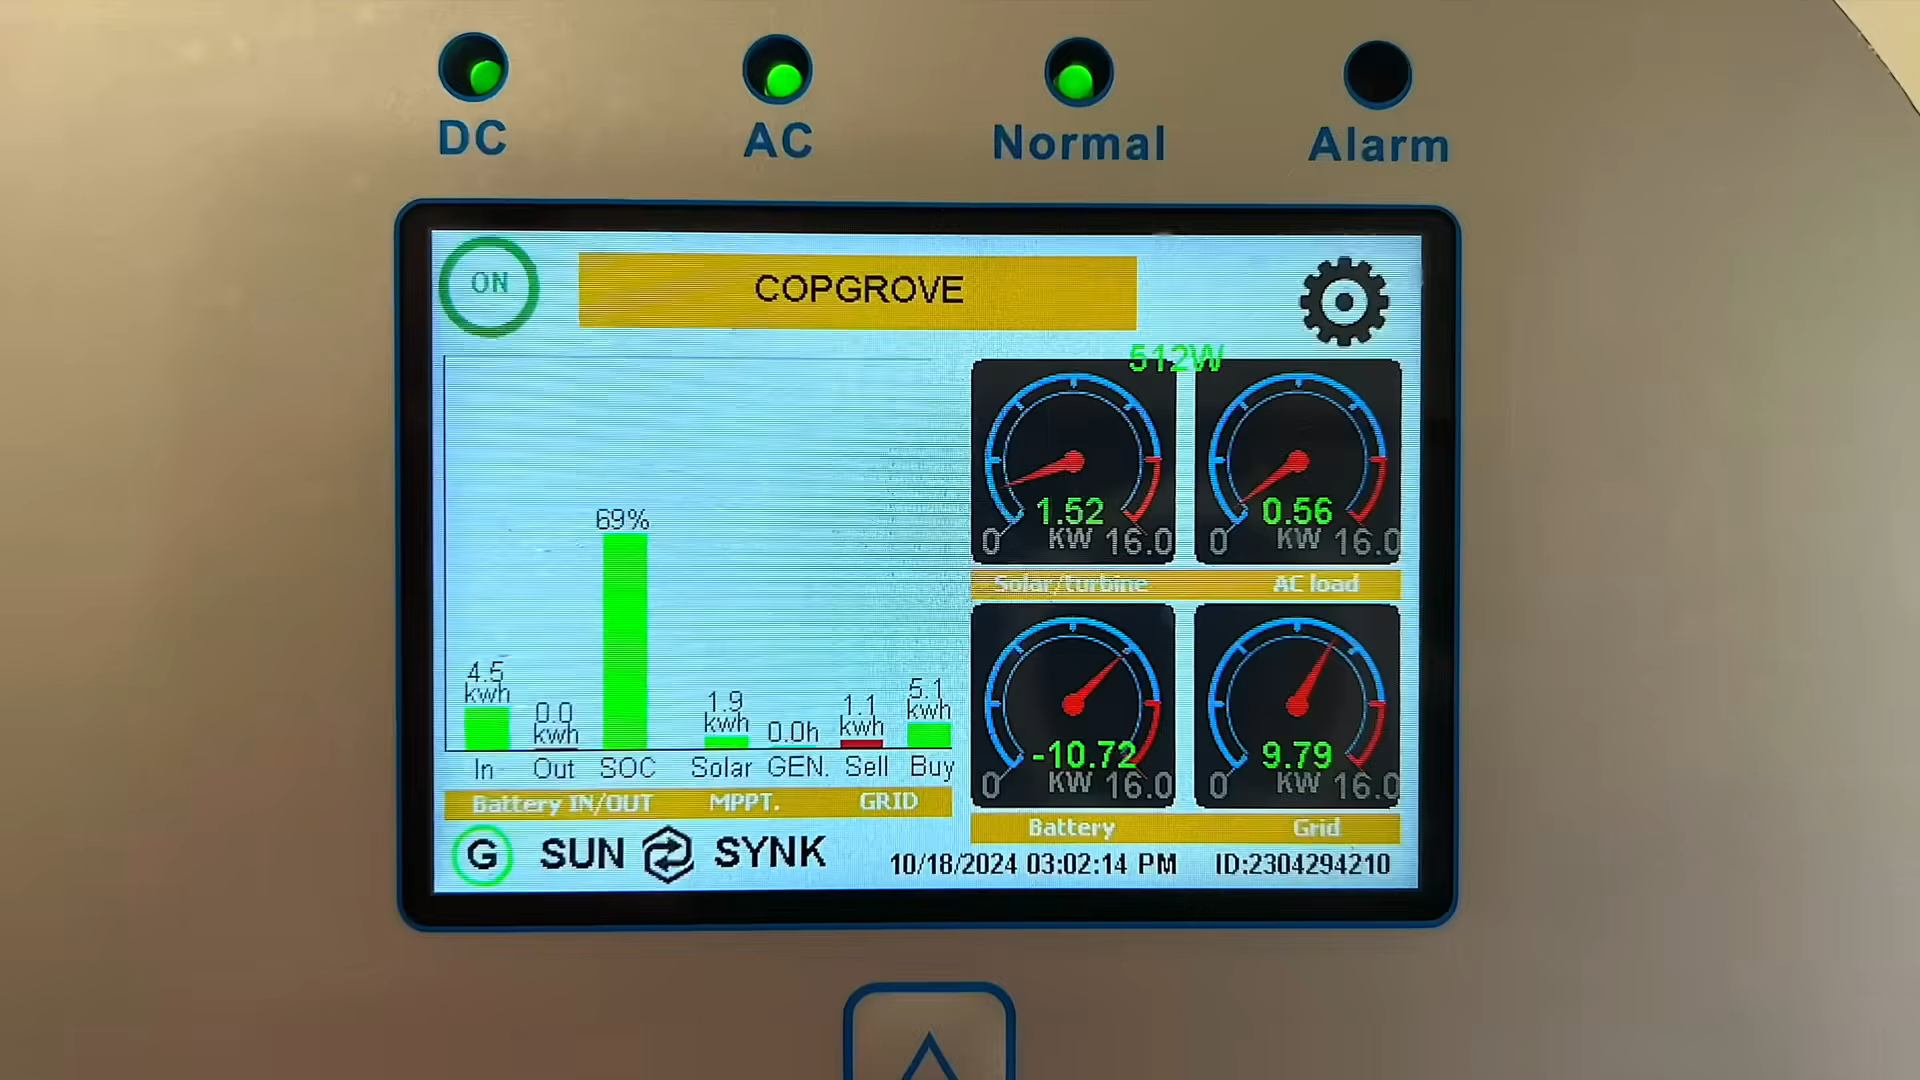 DC
AC
Normal
Alarm
ON
COPGROVE
512W
69%
4.5
kwh
0.0
kwh
1.9
kwh
0.0h
1.1
kwh
5.1
kwh
In
Out
SOC
Solar
GEN.
Sell
Buy
Battery IN/OUT
MPPT.
GRID
1.52
0 KW 16.0
0.56
0 KW 16.0
Solar/turbine
AC load
-10.72
0 KW 16.0
9.79
0 KW 16.0
Battery
Grid
G SUN SYNK
10/18/2024 03:02:14 PM
ID:2304294210